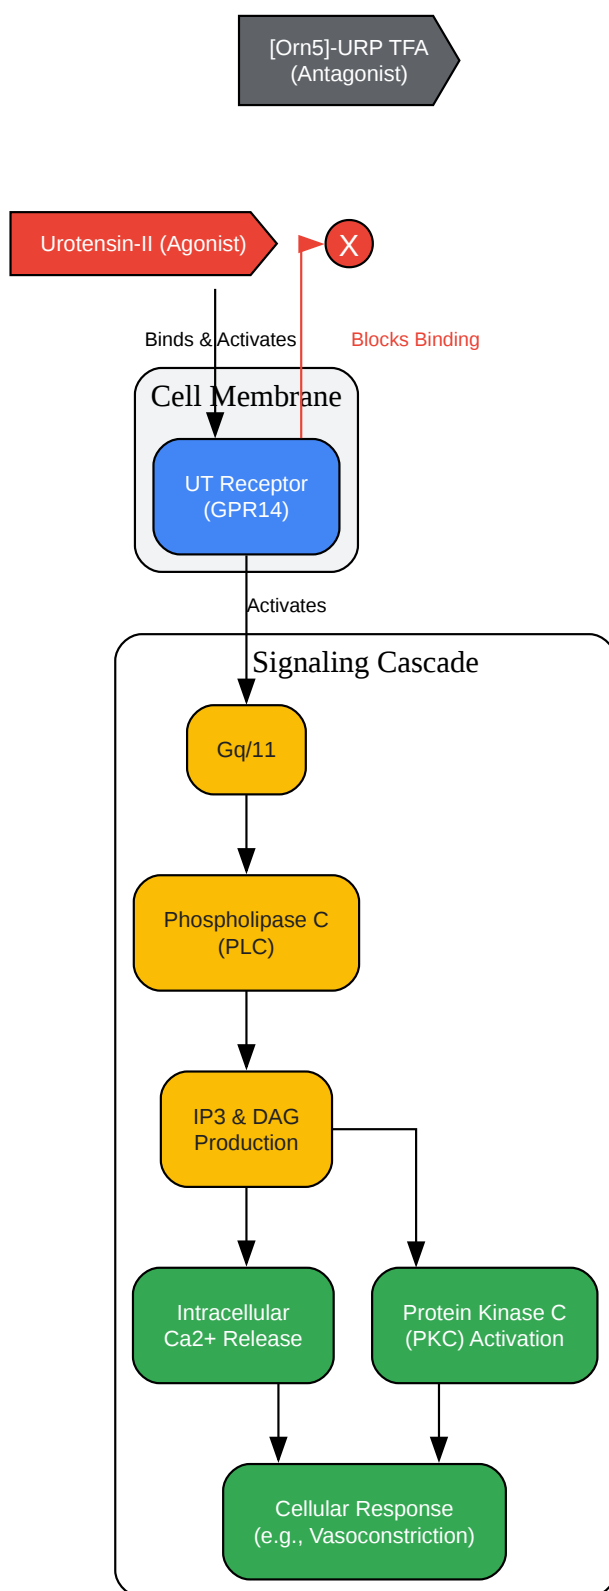 [Orn5]-URP TFA
(Antagonist)
Urotensin-II (Agonist)
X
Binds & Activates
Blocks Binding
Cell Membrane
UT Receptor
(GPR14)
Activates
Signaling Cascade
Gq/11
Phospholipase C
(PLC)
IP3 & DAG
Production
Intracellular
Ca2+ Release
Protein Kinase C
(PKC) Activation
Cellular Response
(e.g., Vasoconstriction)